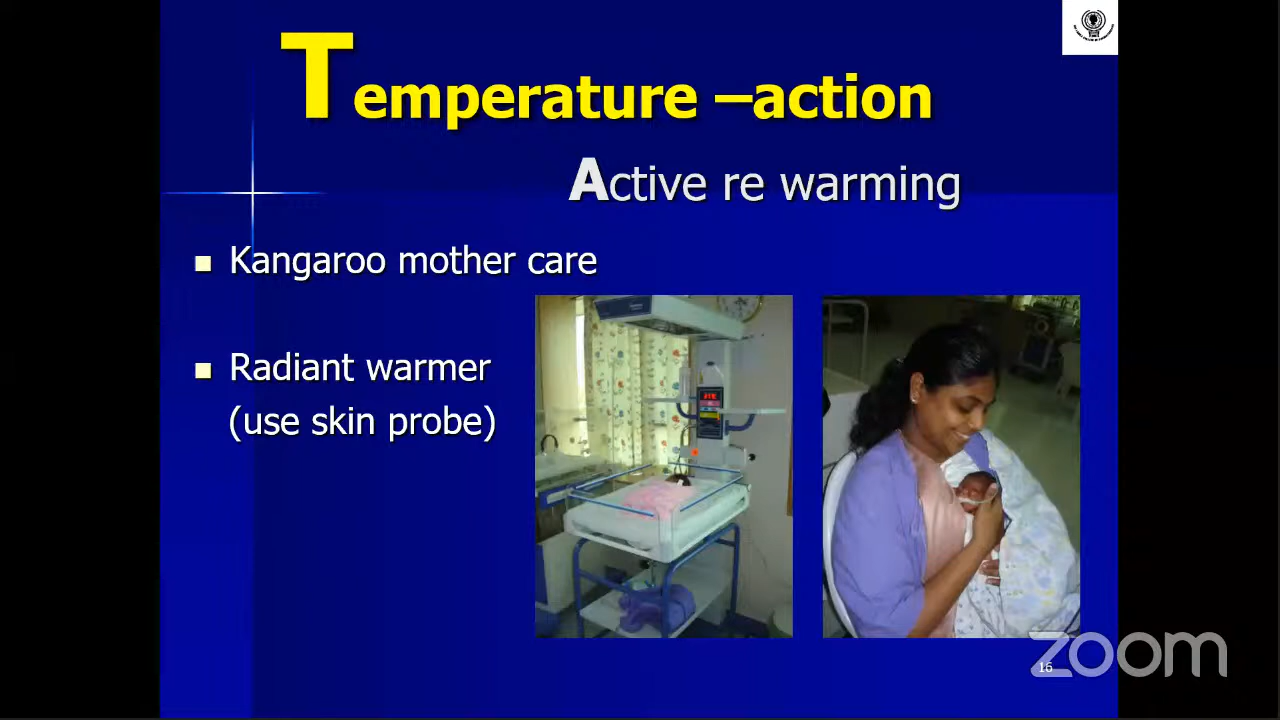 Temperature –action
Active re warming
Kangaroo mother care
Radiant warmer
(use skin probe)
16
zoom